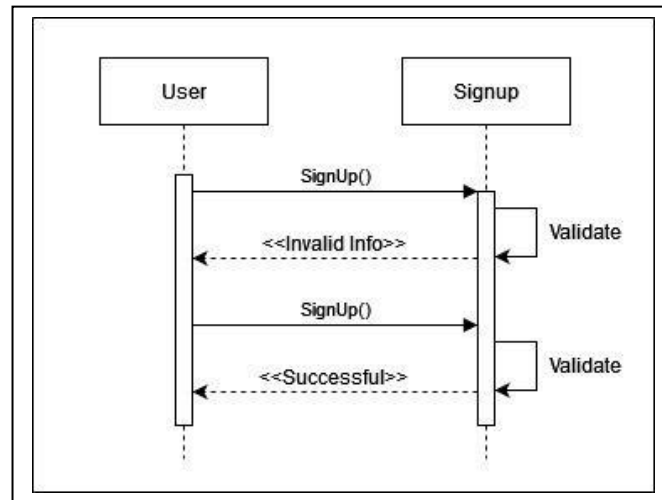 User
Signup
SignUp()
Validate
<<Invalid Info>>
SignUp()
Validate
<<Successful>>